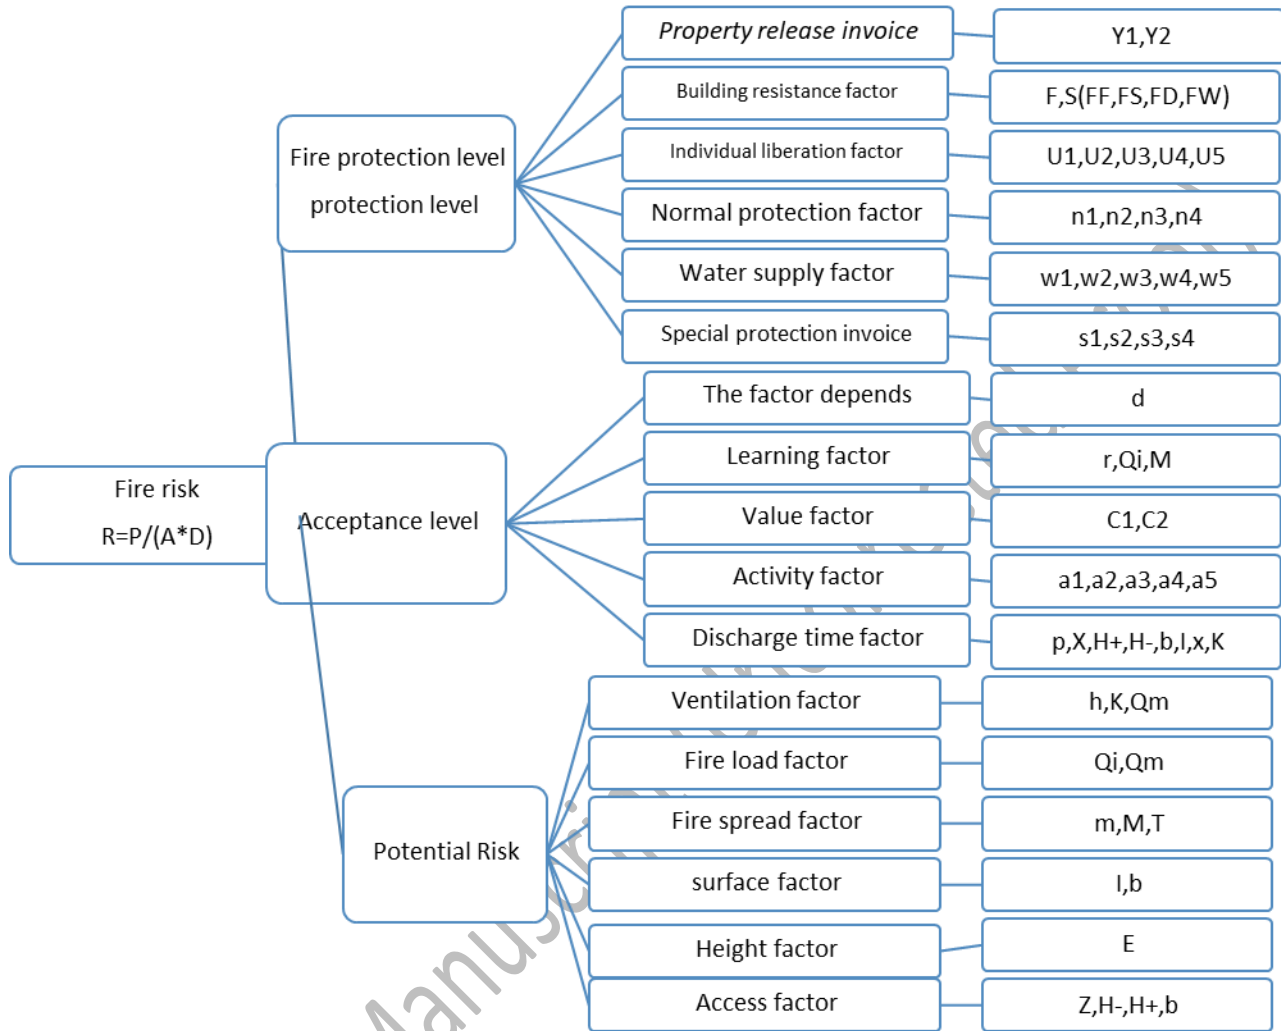 Property release invoice
Y1,Y2
Building resistance factor
F,S(FF,FS,FD,FW)
Individual liberation factor
U1,U2,U3,U4,U5
Normal protection factor
n1,n2,n3,n4
Water supply factor
w1,w2,w3,w4,w5
Special protection invoice
s1,s2,s3,s4
Fire protection level
protection level
The factor depends
d
Learning factor
r,Qi,M
Value factor
C1,C2
Activity factor
a1,a2,a3,a4,a5
Discharge time factor
p,X,H+,H-,b,I,x,K
Acceptance level
Fire risk
R=P/(A*D)
Ventilation factor
h,K,Qm
Fire load factor
Qi,Qm
Fire spread factor
m,M,T
surface factor
I,b
Height factor
E
Access factor
Z,H-,H+,b
Potential Risk
Manuscript